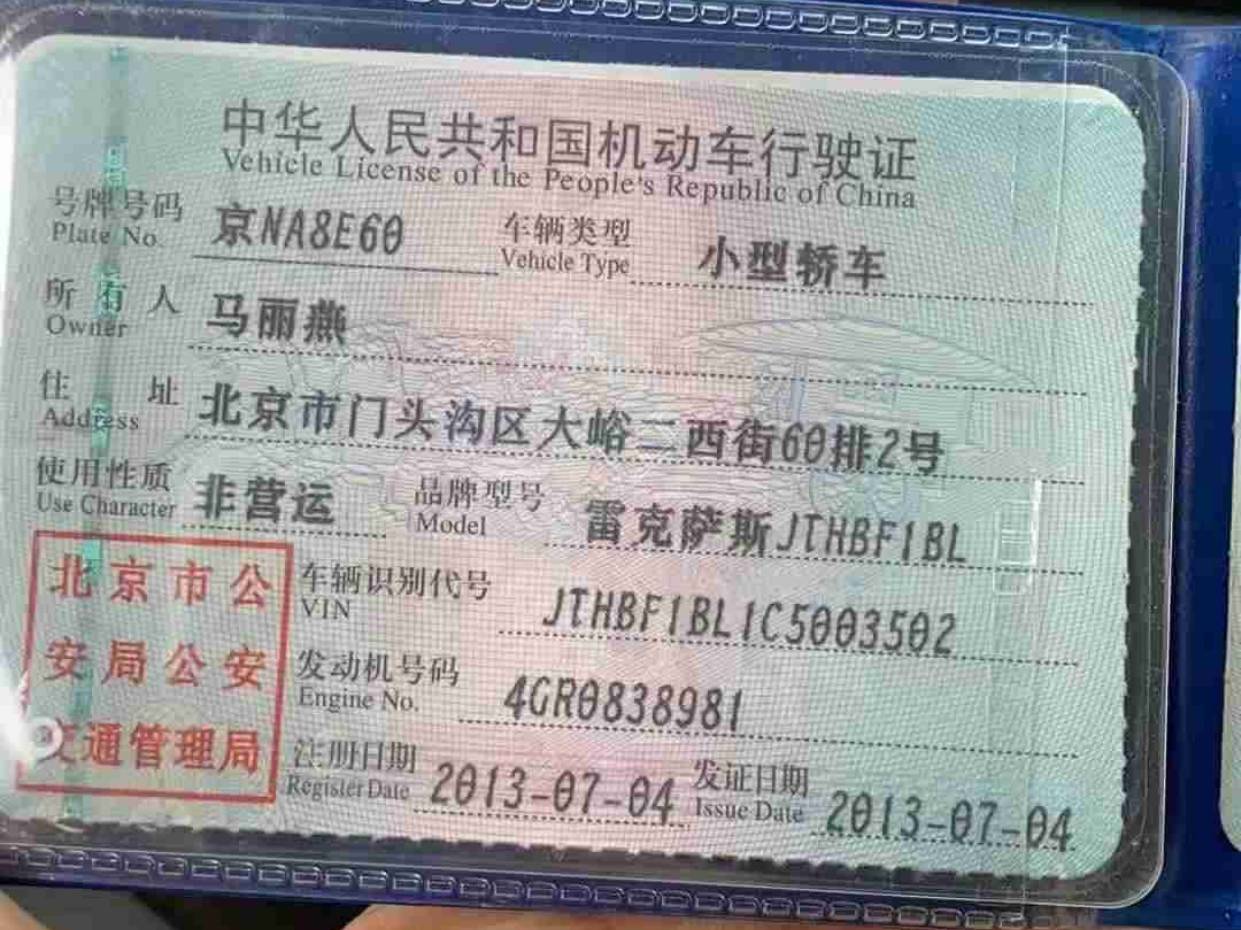 中华人民共和国机动车行驶证
Vehicle License of the People's Republic of China
号牌号码 京NA8E60 车辆类型 小型轿车
Plate No. Vehicle Type
所有人 马丽燕
Owner
住址 北京市门头沟区大峪二西街60排2号
Address
使用性质 非营运 品牌型号 雷克萨斯JTHBF1BL
Use Character Model
北京市公
安局公安
交通管理局
车辆识别代号 JTHBF1BL1C5003502
VIN
发动机号码 4GR0838981
Engine No.
注册日期 2013-07-04 发证日期 2013-07-04
Register Date Issue Date